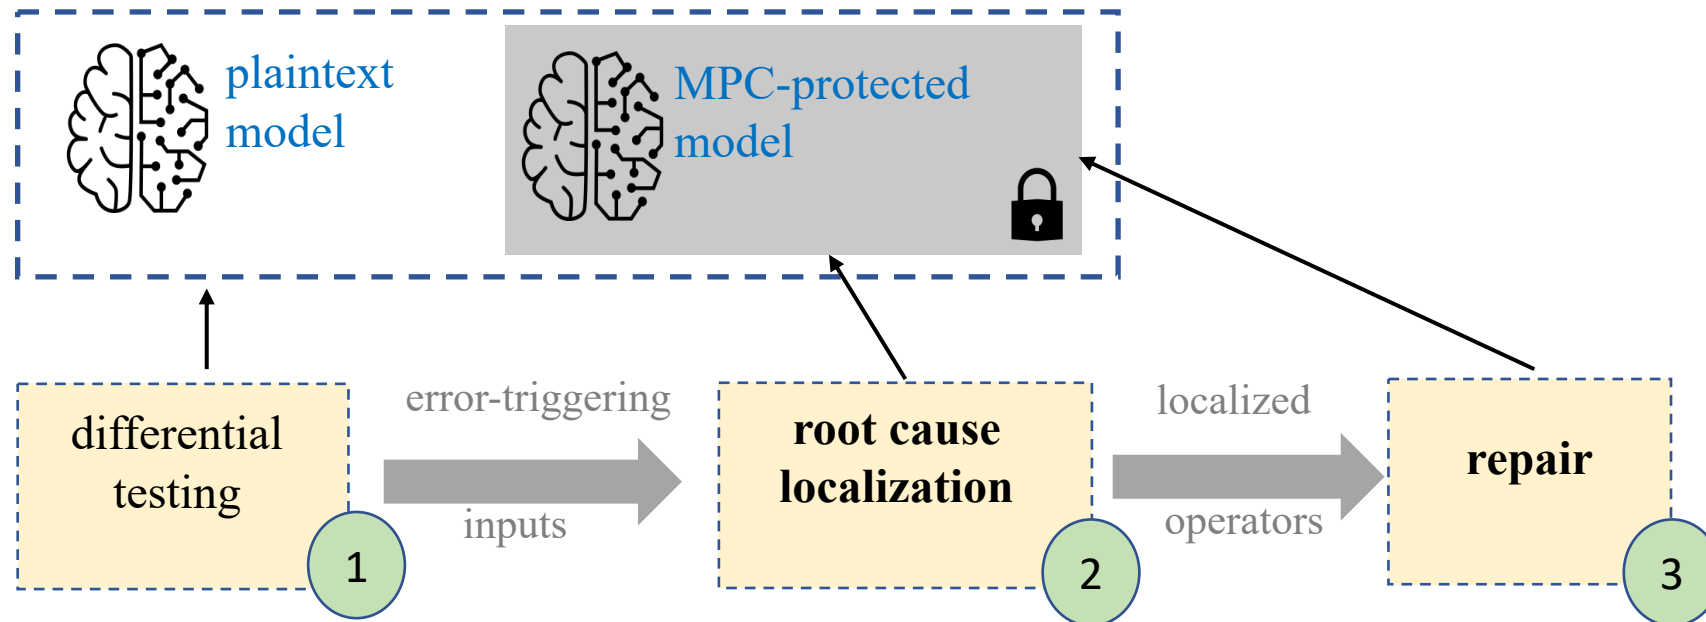 plaintext
model
MPC-protected
model
differential
testing
1
error-triggering
inputs
root cause
localization
2
localized
operators
repair
3